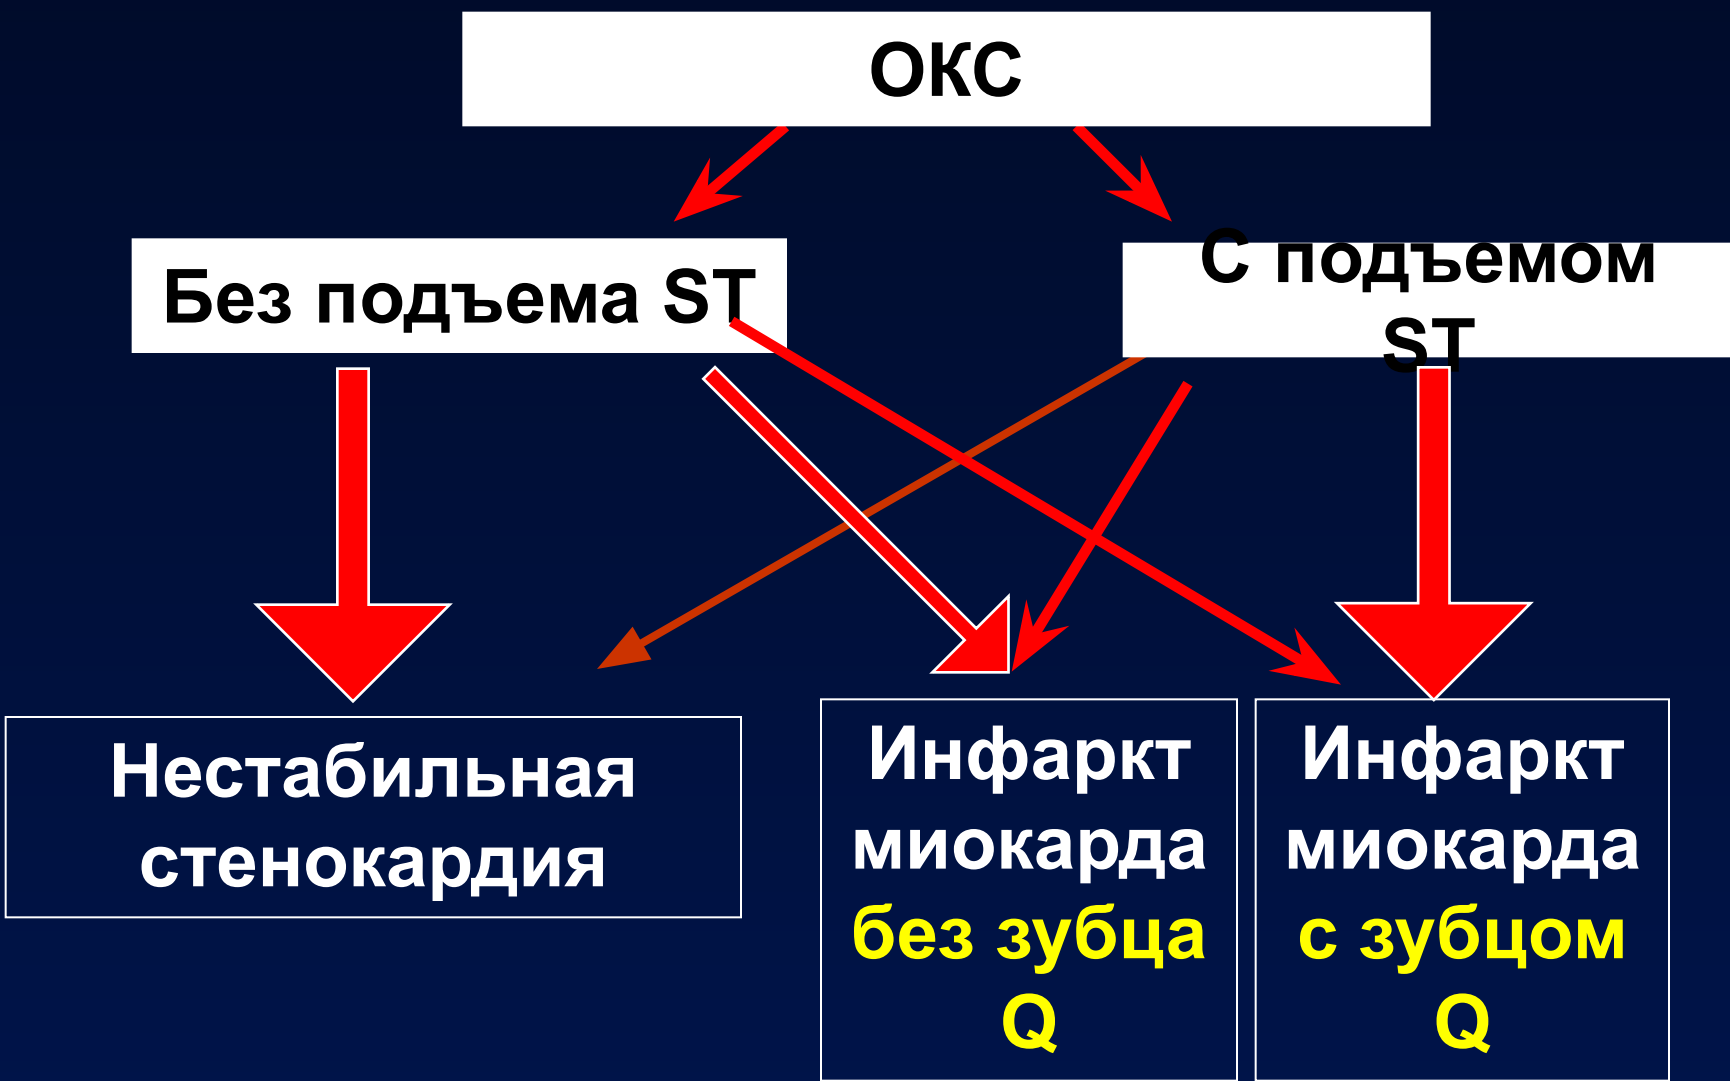 ОКС
Без подъема ST
С подъемом
ST
Нестабильная
стенокардия
Инфаркт
миокарда
без зубца
Q
Инфаркт
миокарда
с зубцом
Q